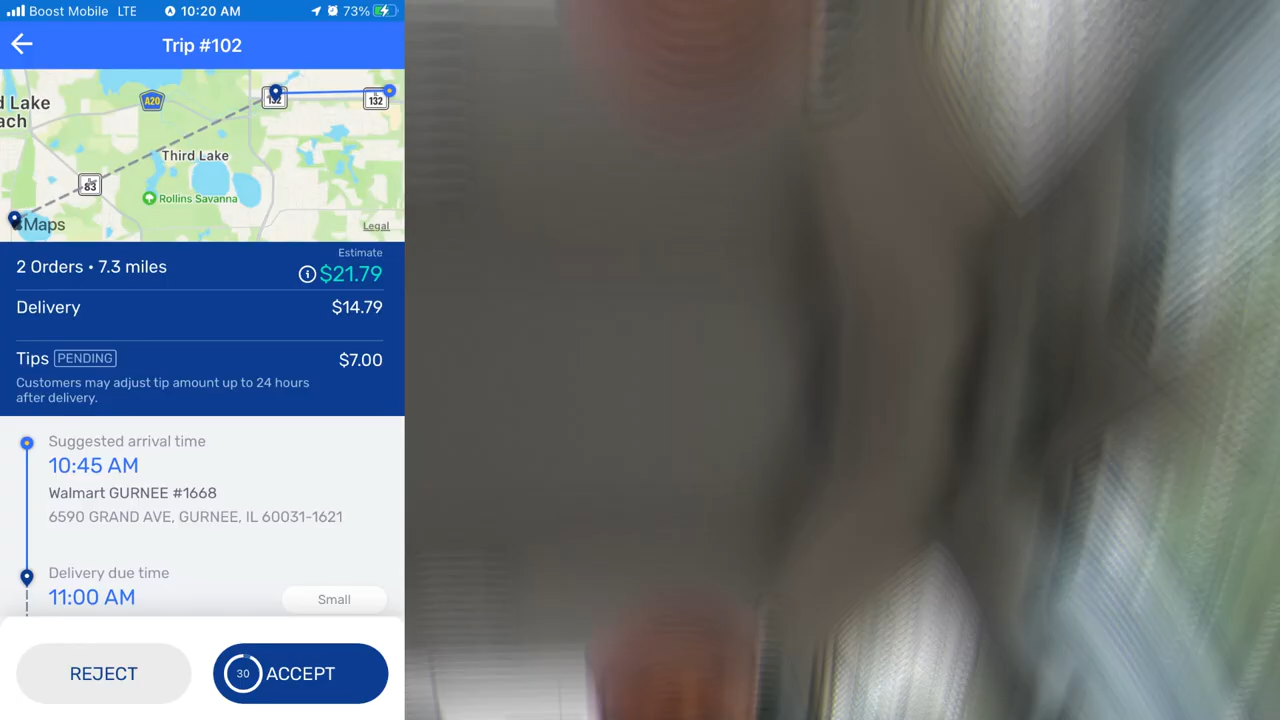 Boost Mobile LTE 10:20 AM 73%
Trip #102
d Lake
ach
A20
132
132
Third Lake
83
Rollins Savanna
Maps
Legal
Estimate
2 Orders • 7.3 miles
$21.79
Delivery
$14.79
Tips PENDING
$7.00
Customers may adjust tip amount up to 24 hours
after delivery.
Suggested arrival time
10:45 AM
Walmart GURNEE #1668
6590 GRAND AVE, GURNEE, IL 60031-1621
Delivery due time
11:00 AM
Small
REJECT
30 ACCEPT